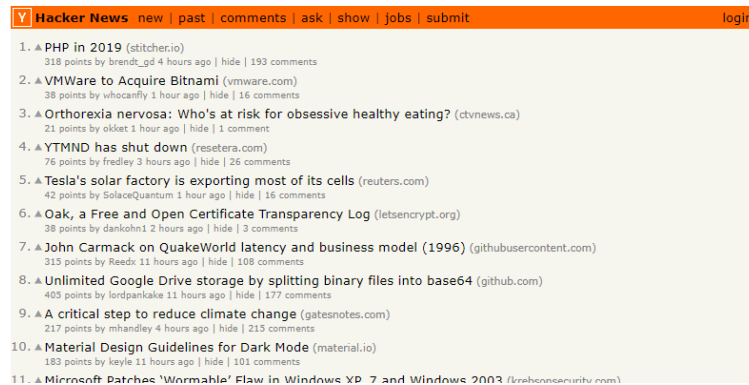 Y Hacker News new | past | comments | ask | show | jobs | submit login
1. PHP in 2019 (stitcher.io)
318 points by brendt_gd 4 hours ago | hide | 193 comments
2. VMWare to Acquire Bitnami (vmware.com)
38 points by whocanfly 1 hour ago | hide | 16 comments
3. Orthorexia nervosa: Who's at risk for obsessive healthy eating? (ctvnews.ca)
21 points by okket 1 hour ago | hide | 1 comment
4. YTMND has shut down (resetera.com)
76 points by fredley 3 hours ago | hide | 26 comments
5. Tesla's solar factory is exporting most of its cells (reuters.com)
42 points by SolaceQuantum 1 hour ago | hide | 16 comments
6. Oak, a Free and Open Certificate Transparency Log (letsencrypt.org)
38 points by dankohn1 2 hours ago | hide | 3 comments
7. John Carmack on QuakeWorld latency and business model (1996) (githubusercontent.com)
315 points by Reedx 11 hours ago | hide | 108 comments
8. Unlimited Google Drive storage by splitting binary files into base64 (github.com)
405 points by lordpankake 11 hours ago | hide | 177 comments
9. A critical step to reduce climate change (gatesnotes.com)
217 points by mhandley 4 hours ago | hide | 215 comments
10. Material Design Guidelines for Dark Mode (material.io)
183 points by keyle 11 hours ago | hide | 101 comments
11. Microsoft Patches ‘Wormable’ Flaw in Windows XP, 7 and Windows 2003 (krebsonsecurity.com)